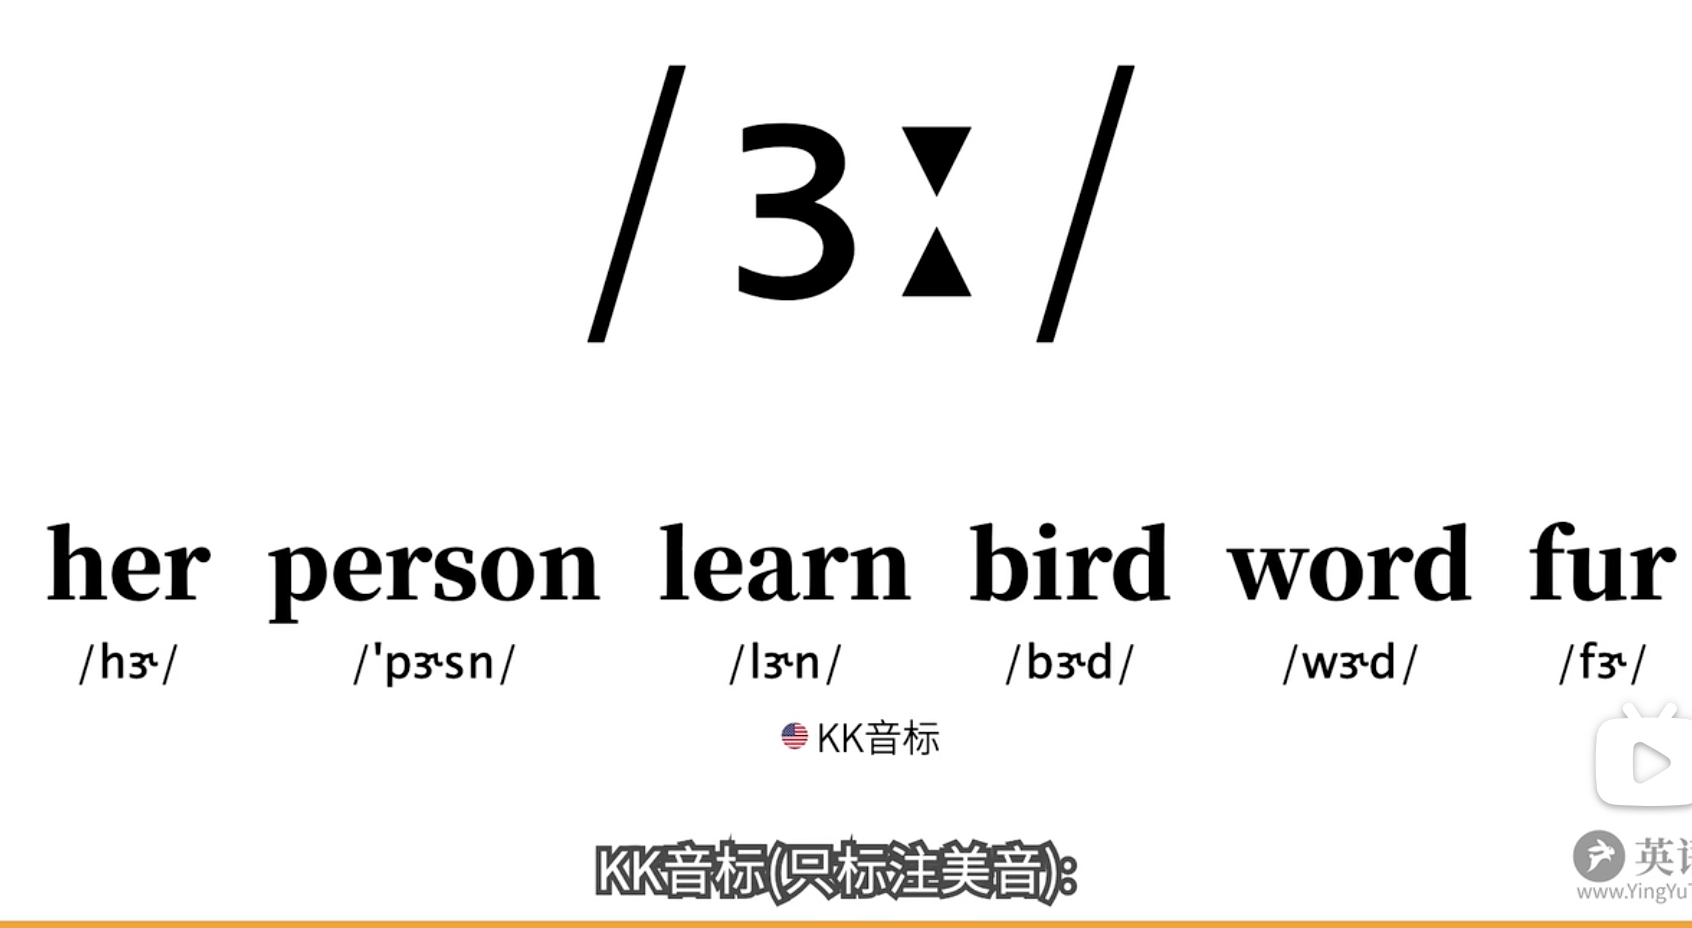 /ɜː/
her person learn bird word fur
/hɝ/ /ˈpɝsn/ /lɝn/ /bɝd/ /wɝd/ /fɝ/
KK音标
KK音标(只标注美音):
英语
www.YingYuT